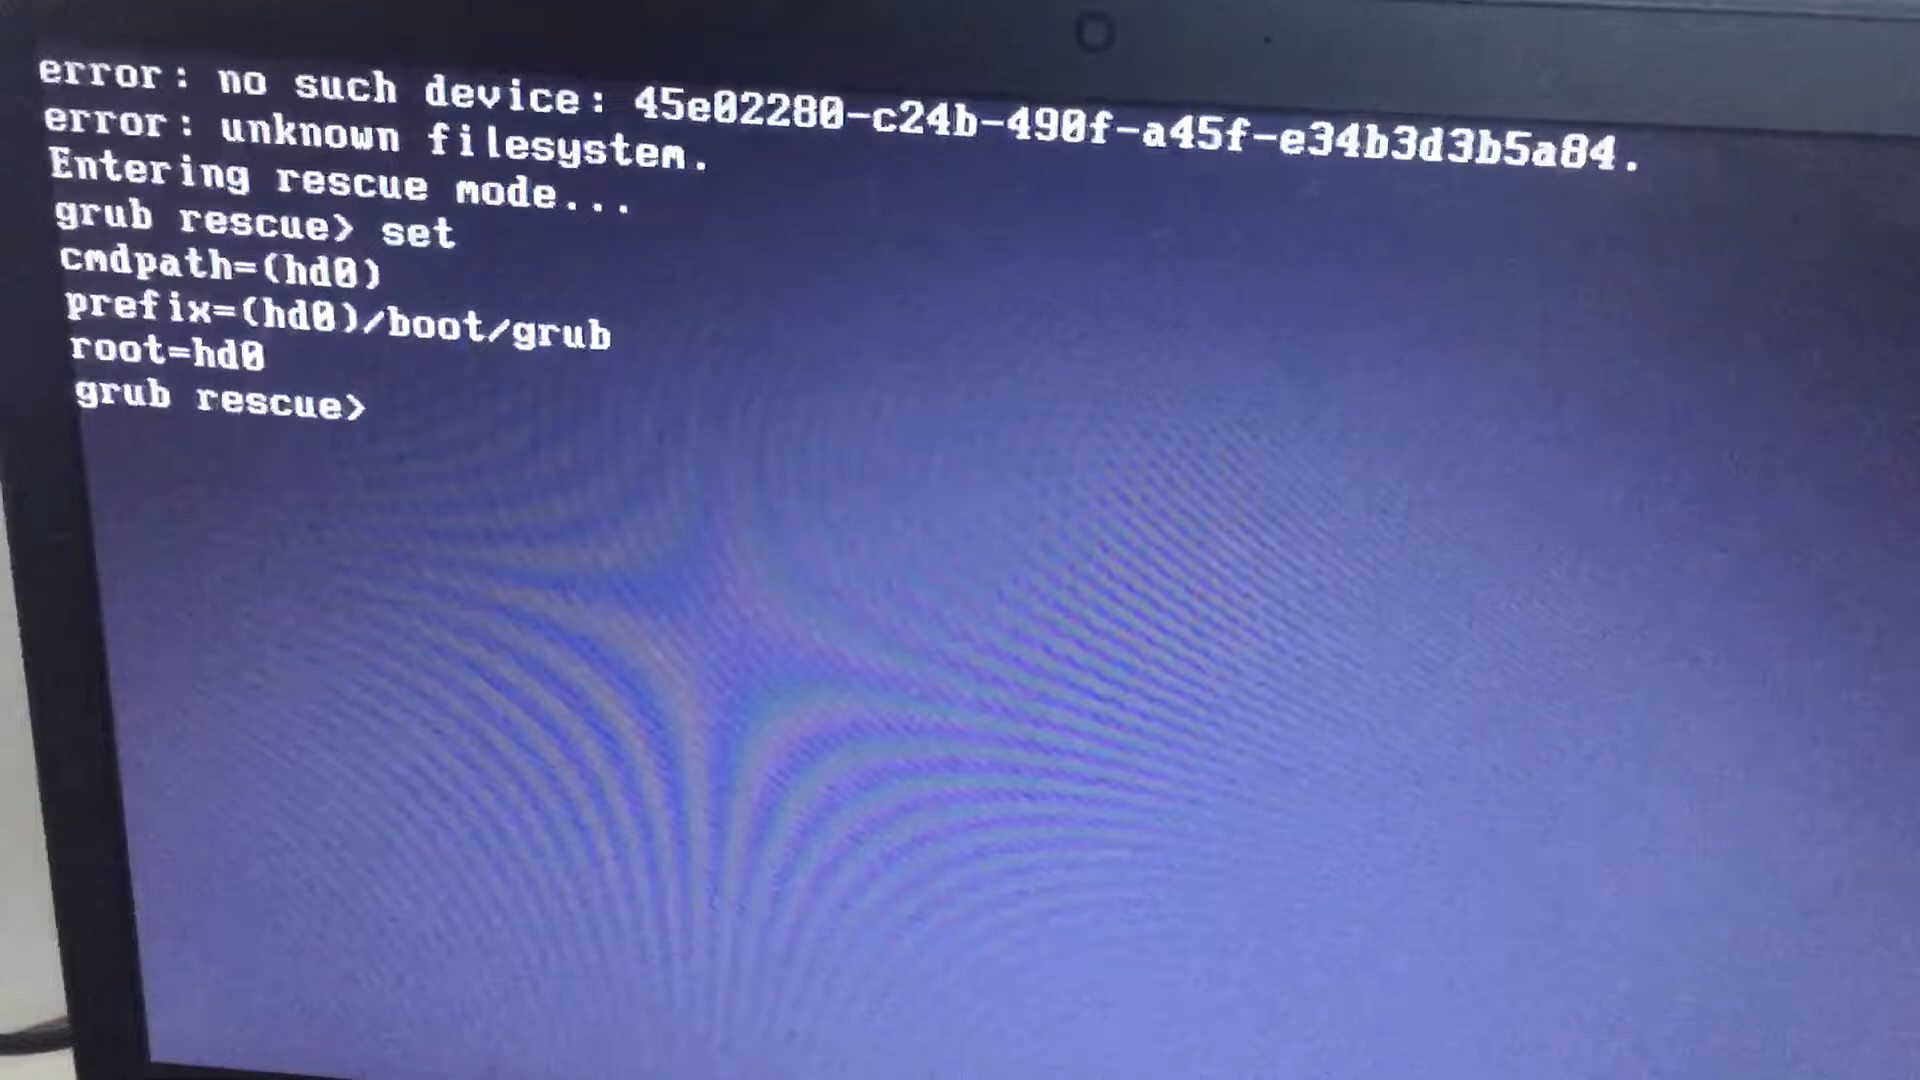 error: no such device: 45e02280-c24b-490f-a45f-e34b3d3b5a84.
error: unknown filesystem.
Entering rescue mode...
grub rescue> set
cmdpath=(hd0)
prefix=(hd0)/boot/grub
root=hd0
grub rescue>